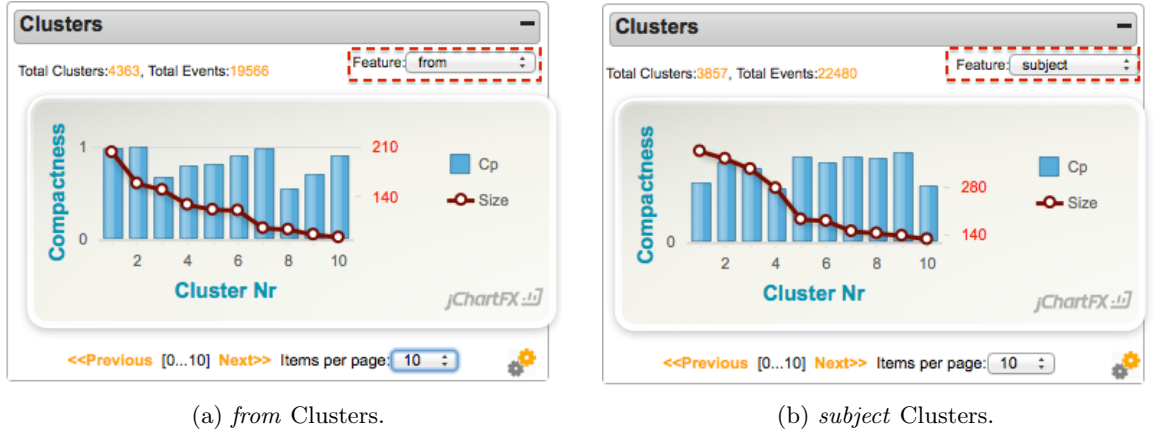 Clusters
Total Clusters:4363, Total Events:19566
Feature: from
Compactness
1
0
210
140
Cp
Size
2 4 6 8 10
Cluster Nr
jChartFX
<<Previous [0...10] Next>> Items per page: 10
(a) from Clusters.
Clusters
Total Clusters:3857, Total Events:22480
Feature: subject
Compactness
0
280
140
Cp
Size
2 4 6 8 10
Cluster Nr
jChartFX
<<Previous [0...10] Next>> Items per page: 10
(b) subject Clusters.